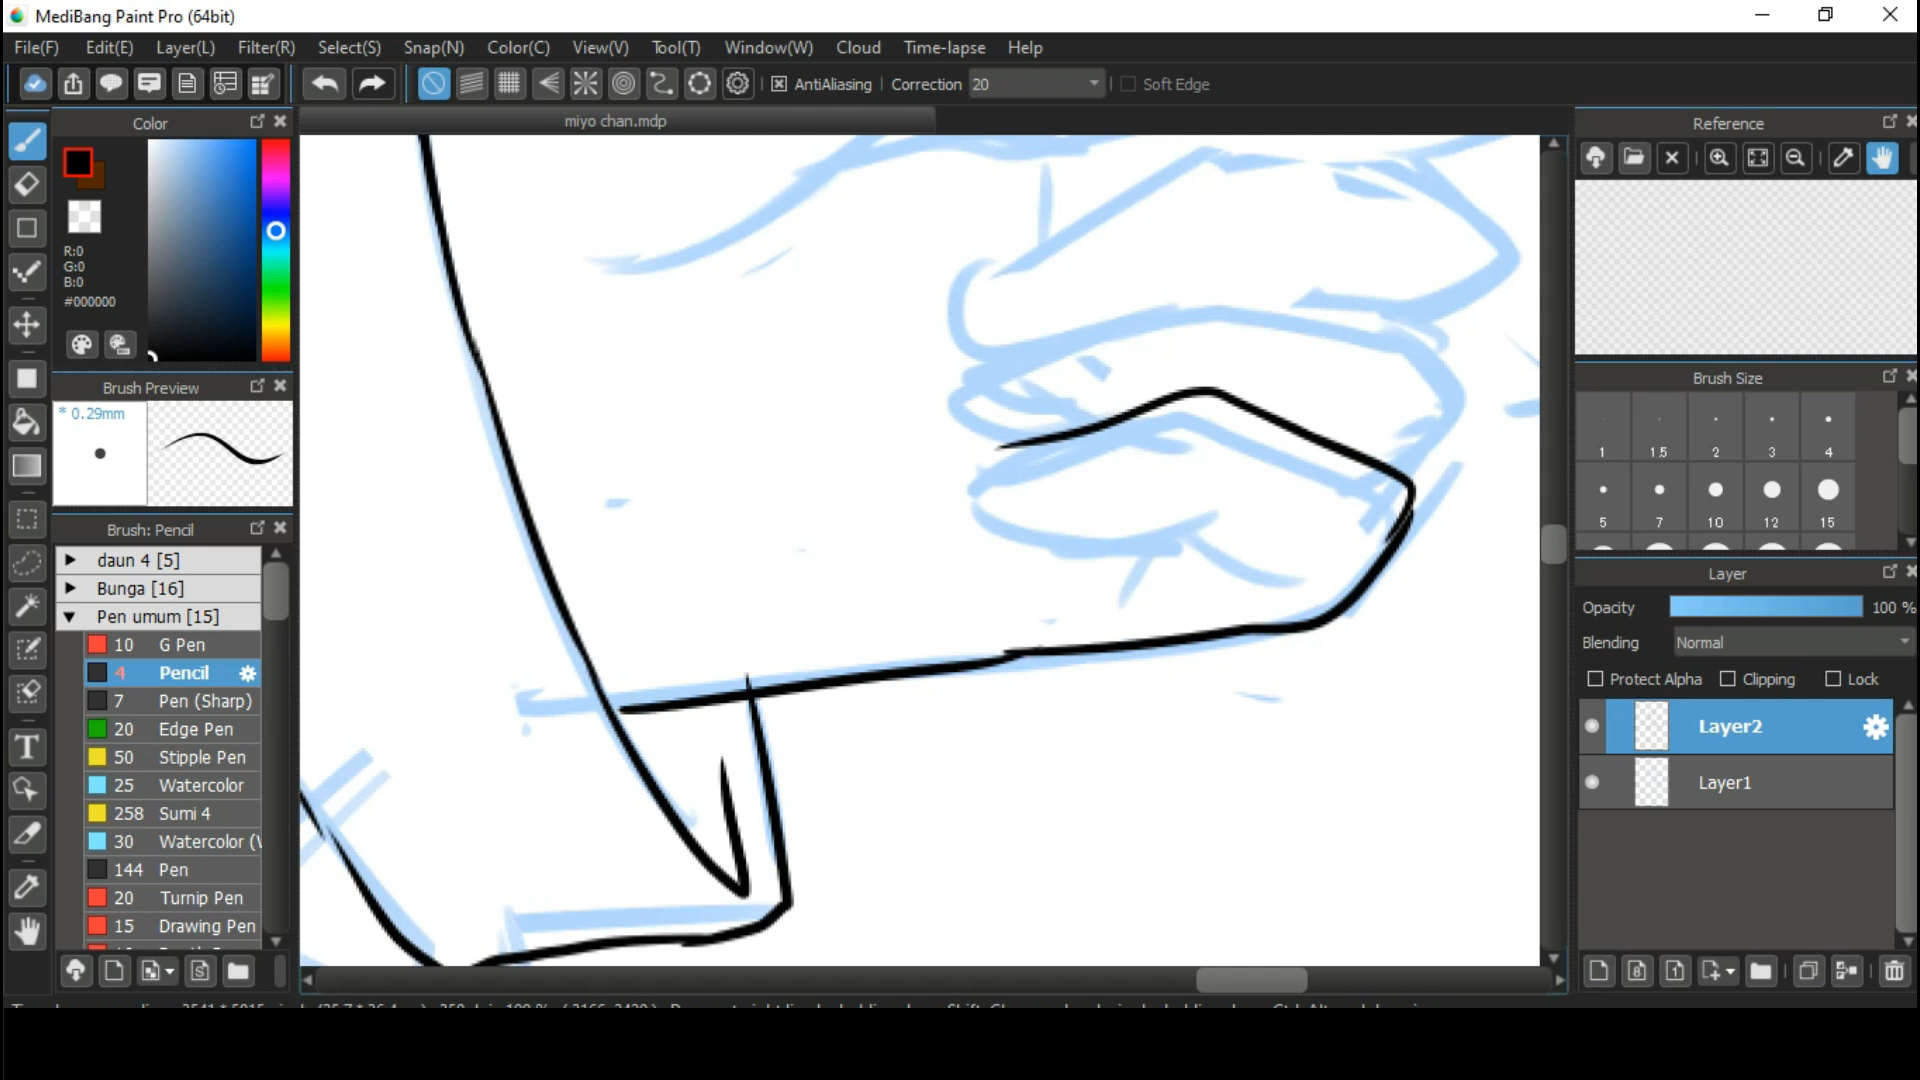 MediBang Paint Pro (64bit)
File(F) Edit(E) Layer(L) Filter(R) Select(S) Snap(N) Color(C) View(V) Tool(T) Window(W) Cloud Time-lapse Help
AntiAliasing Correction 20 Soft Edge
miyo chan.mdp
Color
R:0
G:0
B:0
#000000
Brush Preview
* 0.29mm
Brush: Pencil
daun 4 [5]
Bunga [16]
Pen umum [15]
10 G Pen
4 Pencil
7 Pen (Sharp)
20 Edge Pen
50 Stipple Pen
25 Watercolor
258 Sumi 4
30 Watercolor
144 Pen
20 Turnip Pen
15 Drawing Pen
T
Reference
Brush Size
1 1.5 2 3 4
5 7 10 12 15
Layer
Opacity 100 %
Blending Normal
Protect Alpha Clipping Lock
Layer2
Layer1